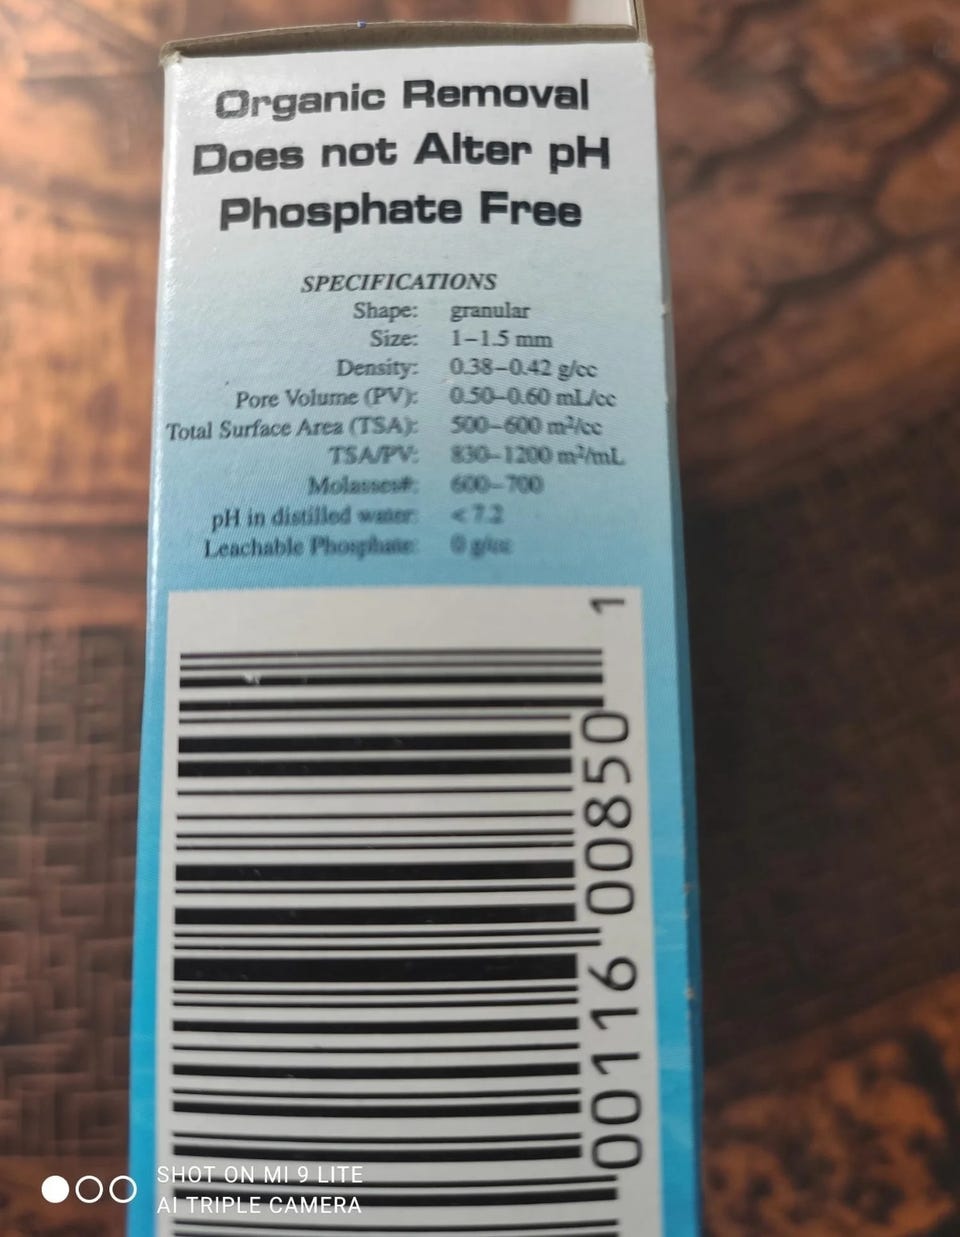 Organic Removal
Does not Alter pH
Phosphate Free
SPECIFICATIONS
Shape: granular
Size: 1–1.5 mm
Density: 0.38–0.42 g/cc
Pore Volume (PV): 0.50–0.60 mL/cc
Total Surface Area (TSA): 500–600 m²/cc
TSA/PV: 830–1200 m²/mL
Molasses#: 600–700
pH in distilled water: < 7.2
Leachable Phosphate: 0 g/cc
00116 00850 1
SHOT ON MI 9 LITE
AI TRIPLE CAMERA